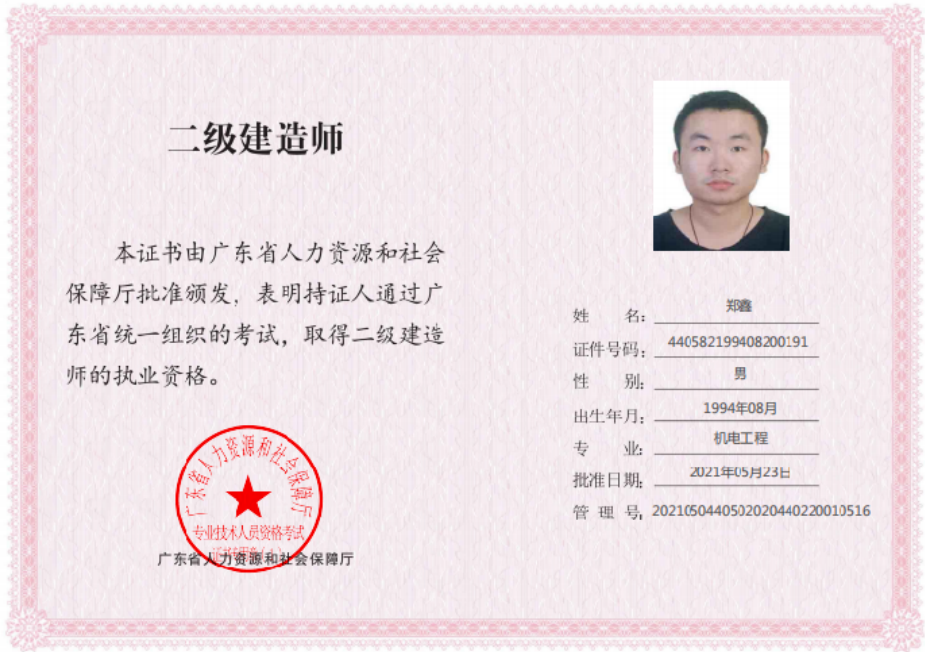 二级建造师
本证书由广东省人力资源和社会
保障厅批准颁发，表明持证人通过广
东省统一组织的考试，取得二级建造
师的执业资格。
广东省人力资源和社会保障厅
专业技术人员资格考试
广东省人力资源和社会保障厅
姓 名： 郑鑫
证件号码： 440582199408200191
性 别： 男
出生年月： 1994年08月
专 业： 机电工程
批准日期： 2021年05月23日
管 理 号： 20210504405020204402200105​16